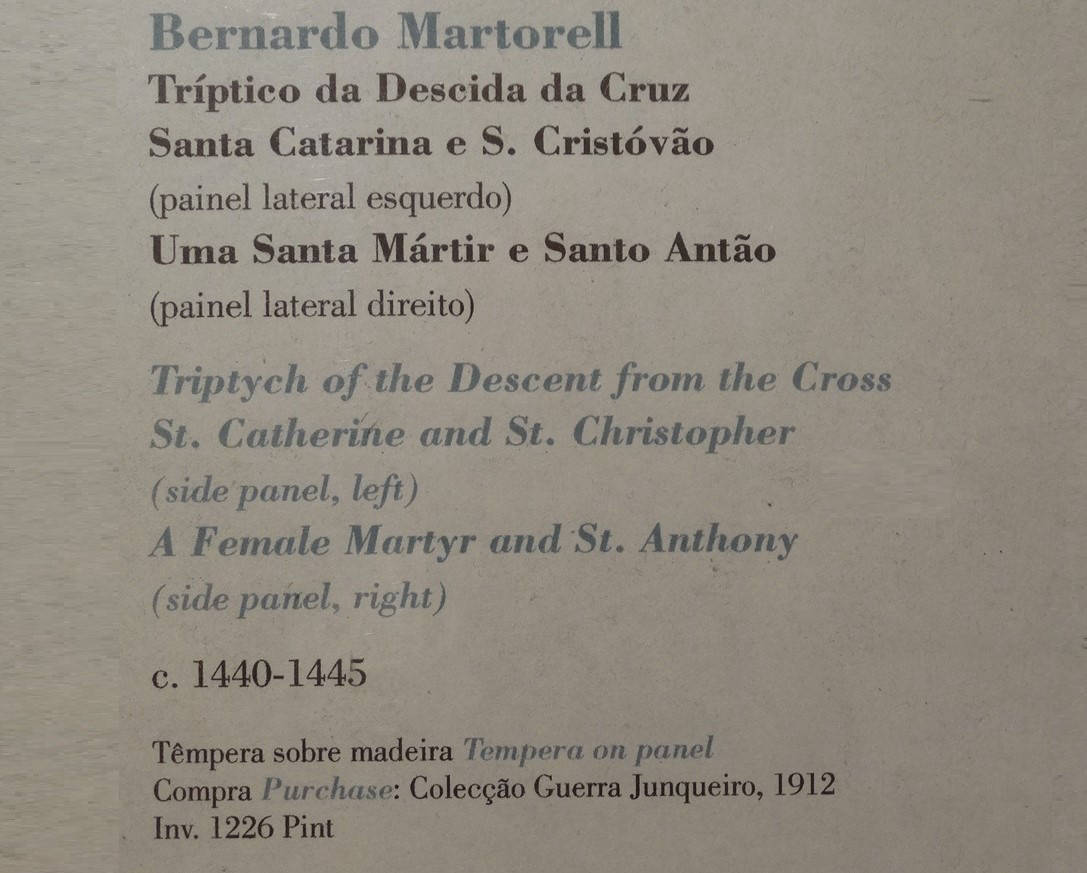 Bernardo Martorell
Tríptico da Descida da Cruz
Santa Catarina e S. Cristóvão
(painel lateral esquerdo)
Uma Santa Mártir e Santo Antão
(painel lateral direito)
Triptych of the Descent from the Cross
St. Catherine and St. Christopher
(side panel, left)
A Female Martyr and St. Anthony
(side panel, right)
c. 1440-1445
Têmpera sobre madeira Tempera on panel
Compra Purchase: Colecção Guerra Junqueiro, 1912
Inv. 1226 Pint